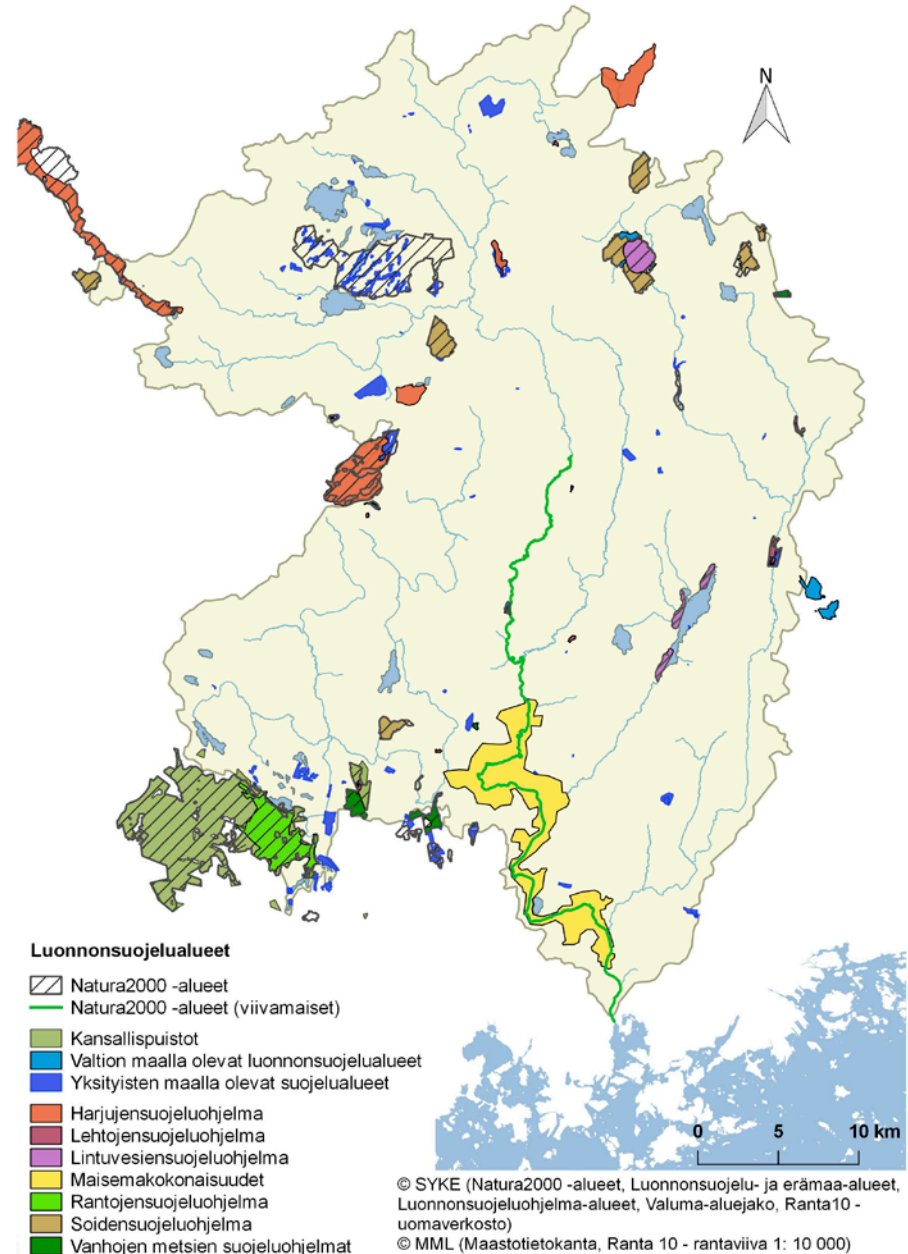 N
Luonnonsuojelualueet
Natura2000 -alueet
Natura2000 -alueet (viivamaiset)
Kansallispuistot
Valtion maalla olevat luonnonsuojelualueet
Yksityisten maalla olevat suojelualueet
Harjujensuojeluohjelma
Lehtojensuojeluohjelma
Lintuvesiensuojeluohjelma
Maisemakokonaisuudet
Rantojensuojeluohjelma
Soidensuojeluohjelma
Vanhojen metsien suojeluohjelmat
0 5 10 km
© SYKE (Natura2000 -alueet, Luonnonsuojelu- ja erämaa-alueet,
Luonnonsuojeluohjelma-alueet, Valuma-aluejako, Ranta10 -
uomaverkosto)
© MML (Maastotietokanta, Ranta 10 - rantaviiva 1: 10 000)